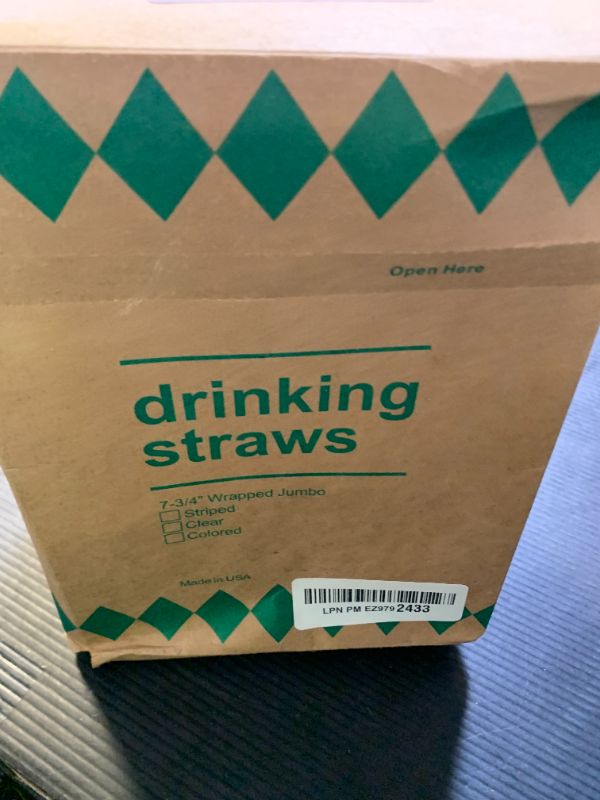 Open Here
drinking
straws
7-3/4" Wrapped Jumbo
Striped
Clear
Colored
Made in USA
LPN PM EZ979 2433